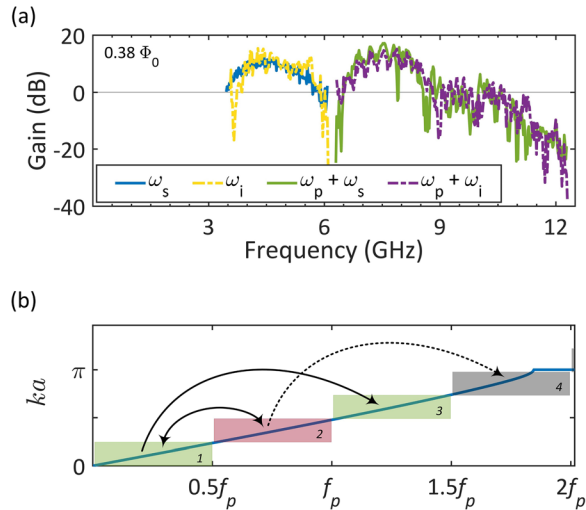 (a)
20
0.38 Φ₀
0
-20
-40
Gain (dB)
ωₛ ωᵢ ωₚ + ωₛ ωₚ + ωᵢ
3 6 9 12
Frequency (GHz)
(b)
π
ka
0
1 2 3 4
0.5fₚ fₚ 1.5fₚ 2fₚ